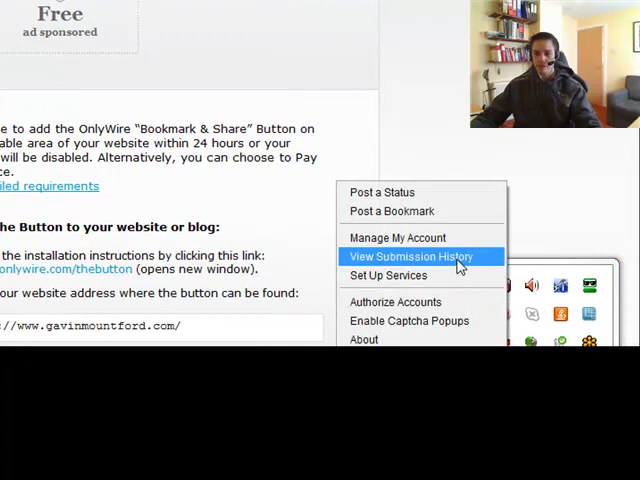 Free
ad sponsored
e to add the OnlyWire "Bookmark & Share" Button on
able area of your website within 24 hours or your
will be disabled. Alternatively, you can choose to Pay
ce.
iled requirements
he Button to your website or blog:
the installation instructions by clicking this link:
onlywire.com/thebutton (opens new window).
our website address where the button can be found:
://www.gavinmountford.com/
Post a Status
Post a Bookmark
Manage My Account
View Submission History
Set Up Services
Authorize Accounts
Enable Captcha Popups
About